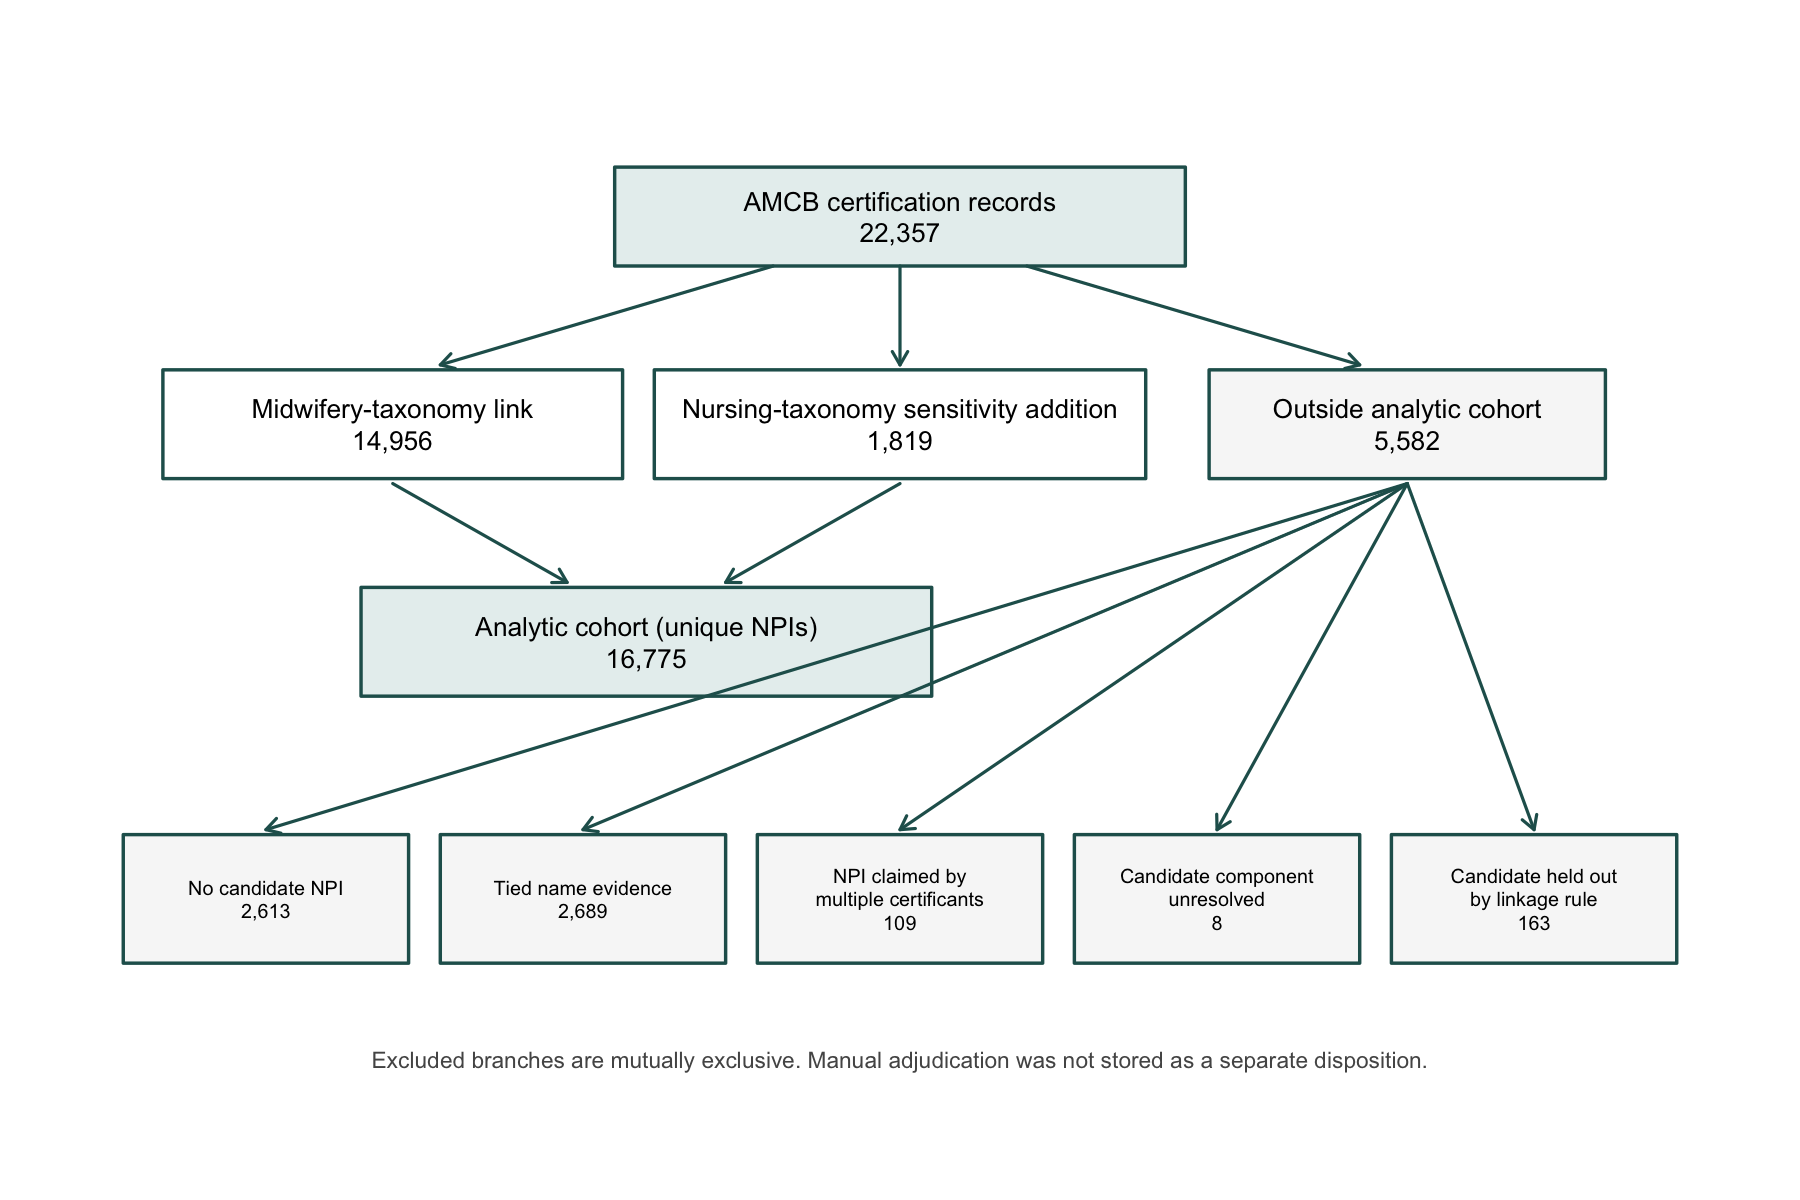 AMCB certification records
22,357
Midwifery-taxonomy link
14,956
Nursing-taxonomy sensitivity addition
1,819
Outside analytic cohort
5,582
Analytic cohort (unique NPIs)
16,775
No candidate NPI
2,613
Tied name evidence
2,689
NPI claimed by
multiple certificants
109
Candidate component
unresolved
8
Candidate held out
by linkage rule
163
Excluded branches are mutually exclusive. Manual adjudication was not stored as a separate disposition.